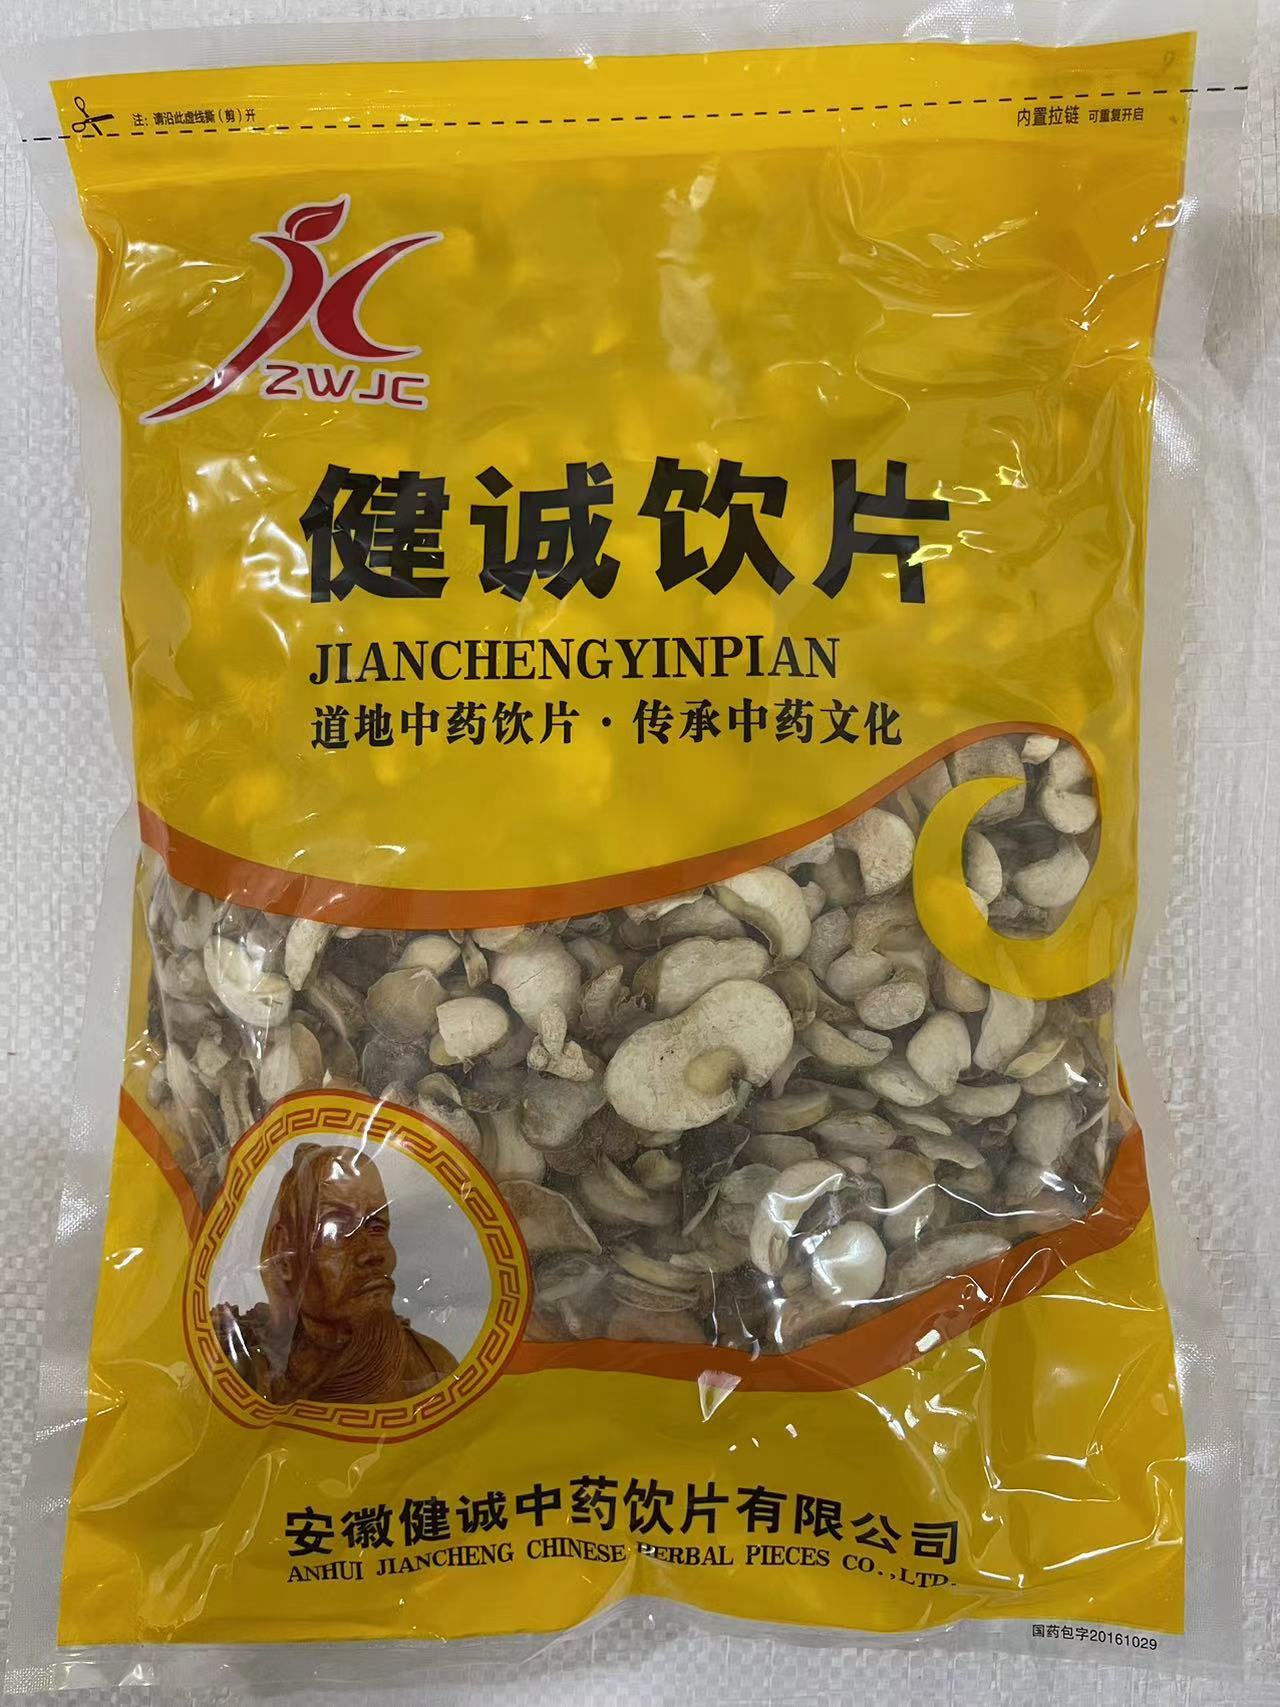 注：请沿此虚线撕（剪）开
内置拉链 可重复开启
ZWJC
健诚饮片
JIANCHENGYINPIAN
道地中药饮片·传承中药文化
安徽健诚中药饮片有限公司
ANHUI JIANCHENG CHINESE HERBAL PIECES CO.,LTD.
国药包字20161029